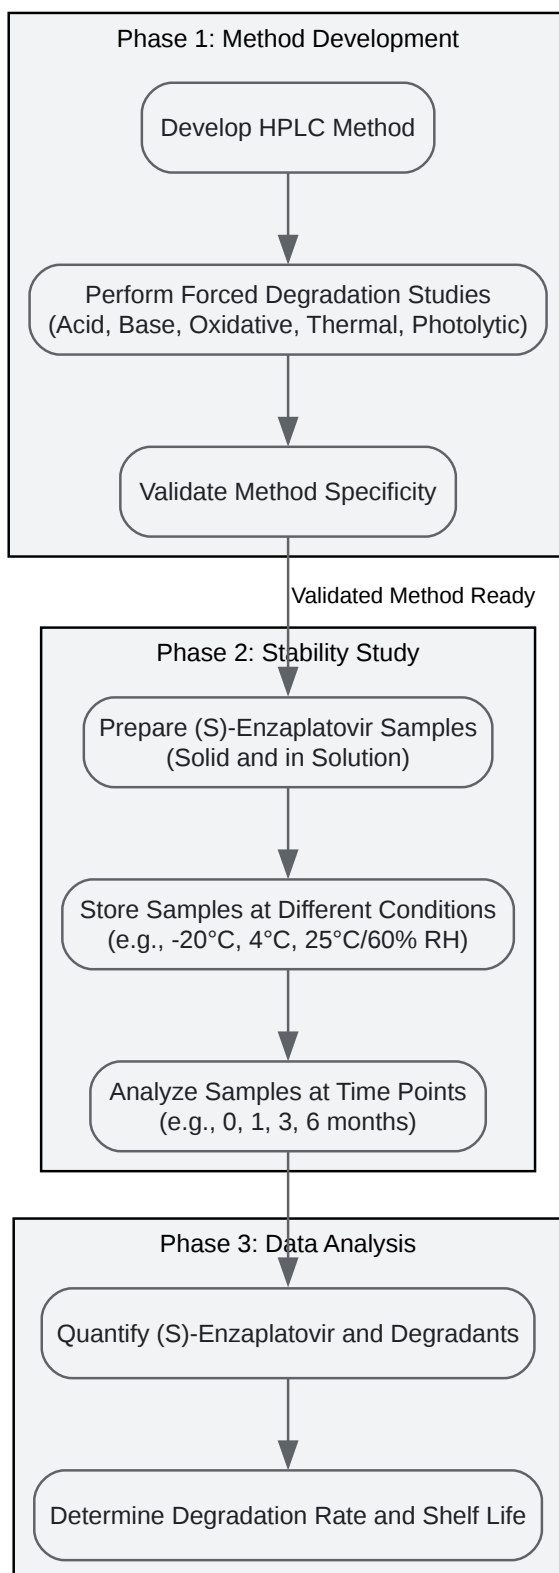 Phase 1: Method Development
Develop HPLC Method
Perform Forced Degradation Studies
(Acid, Base, Oxidative, Thermal, Photolytic)
Validate Method Specificity
Validated Method Ready
Phase 2: Stability Study
Prepare (S)-Enzaplatovir Samples
(Solid and in Solution)
Store Samples at Different Conditions
(e.g., -20°C, 4°C, 25°C/60% RH)
Analyze Samples at Time Points
(e.g., 0, 1, 3, 6 months)
Phase 3: Data Analysis
Quantify (S)-Enzaplatovir and Degradants
Determine Degradation Rate and Shelf Life